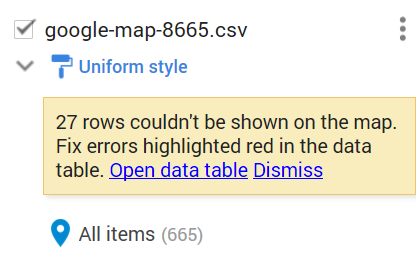 google-map-8665.csv
Uniform style
27 rows couldn't be shown on the map.
Fix errors highlighted red in the data
table. Open data table Dismiss
All items (665)